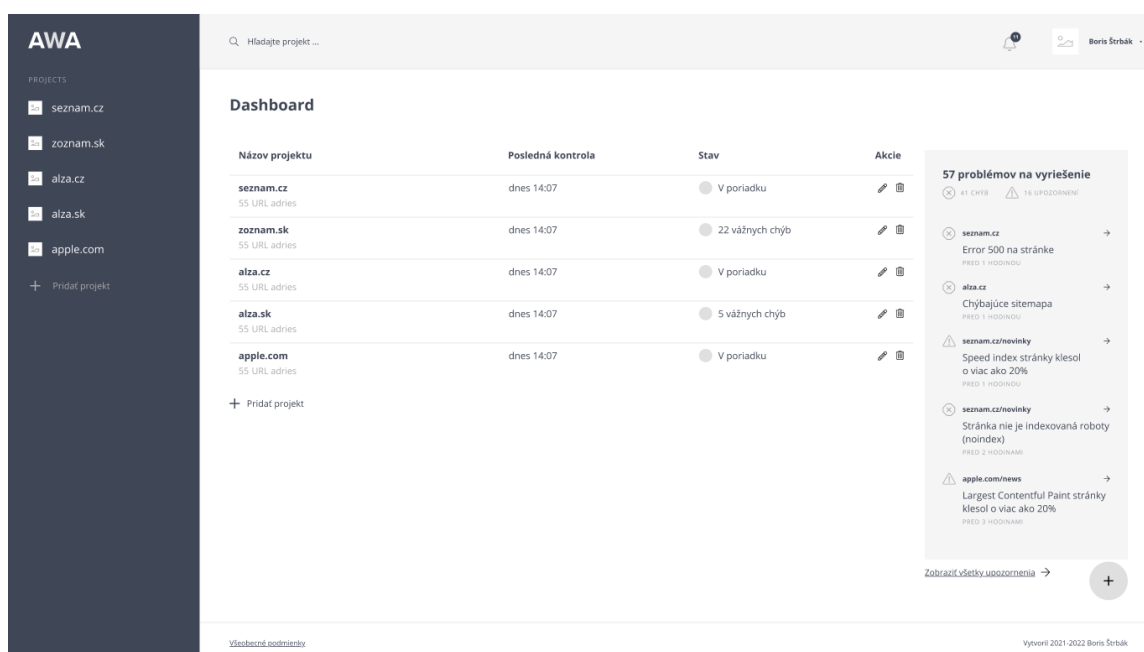 AWA
Hľadajte projekt ...
11
Boris Štrbák
PROJECTS
seznam.cz
zoznam.sk
alza.cz
alza.sk
apple.com
Pridať projekt
Dashboard
Názov projektu Posledná kontrola Stav Akcie
seznam.cz dnes 14:07 V poriadku
55 URL adries
zoznam.sk dnes 14:07 22 vážnych chýb
55 URL adries
alza.cz dnes 14:07 V poriadku
55 URL adries
alza.sk dnes 14:07 5 vážnych chýb
55 URL adries
apple.com dnes 14:07 V poriadku
55 URL adries
Pridať projekt
57 problémov na vyriešenie
41 CHÝB 16 UPOZORNENÍ
seznam.cz
Error 500 na stránke
PRED 1 HODINOU
alza.cz
Chýbajúce sitemapa
PRED 1 HODINOU
seznam.cz/novinky
Speed index stránky klesol
o viac ako 20%
PRED 1 HODINOU
seznam.cz/novinky
Stránka nie je indexovaná roboty
(noindex)
PRED 2 HODINAMI
apple.com/news
Largest Contentful Paint stránky
klesol o viac ako 20%
PRED 3 HODINAMI
Zobraziť všetky upozornenia
Všeobecné podmienky
Vytvoril 2021-2022 Boris Štrbák